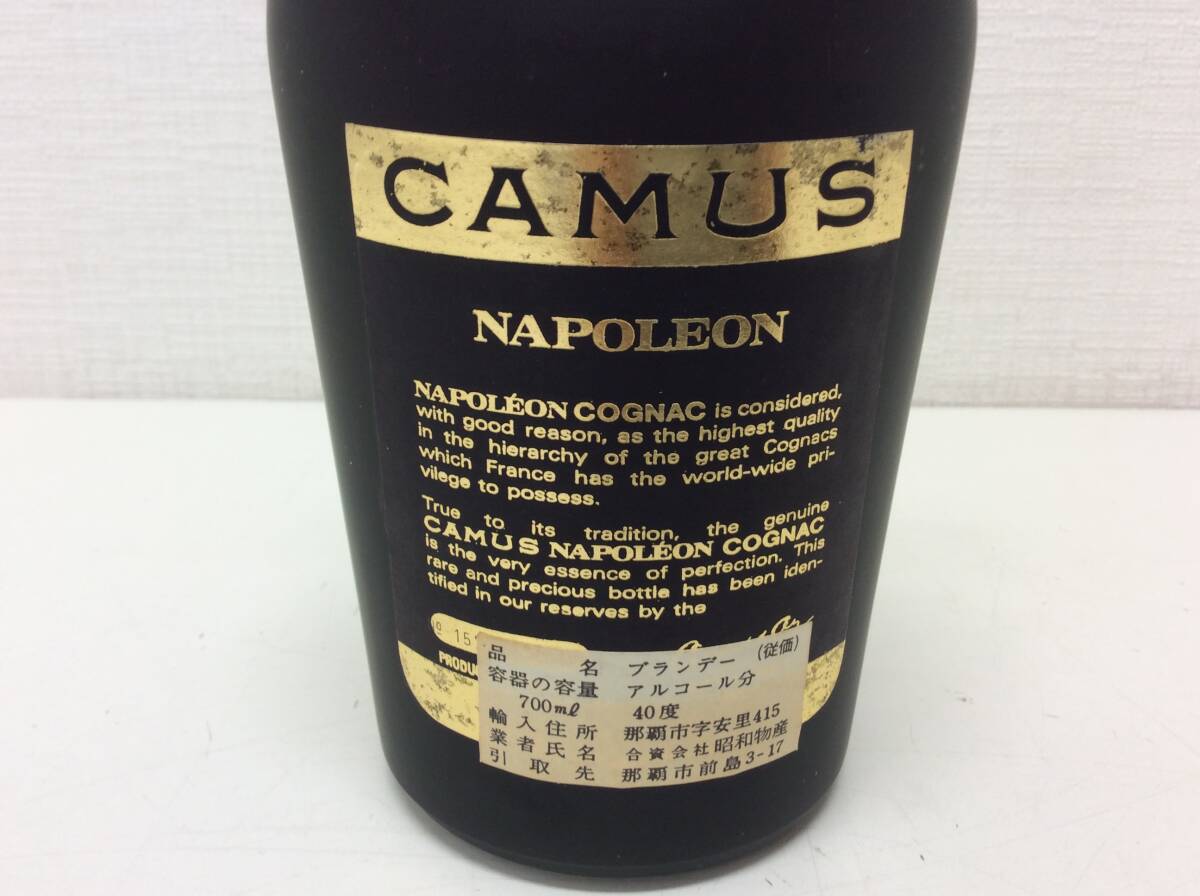 CAMUS
NAPOLEON
NAPOLÉON COGNAC is considered,
with good reason, as the highest quality
in the hierarchy of the great Cognacs
which France has the world-wide pri-
vilege to possess.
True to its tradition, the genuine
CAMUS NAPOLÉON COGNAC
is the very essence of perfection. This
rare and precious bottle has been iden-
tified in our reserves by the
品名 ブランデー (従価)
容器の容量 アルコール分
700ml 40度
輸入住所 那覇市字安里415
業者氏名 合資会社昭和物産
引取先 那覇市前島3-17